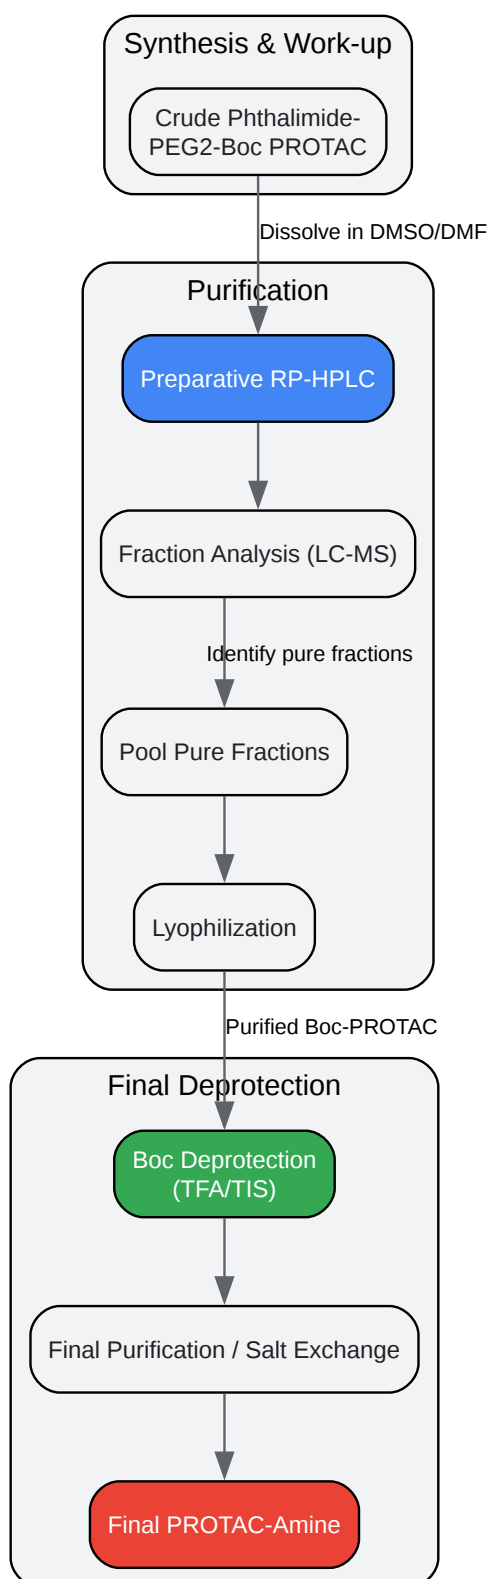 Synthesis & Work-up
Crude Phthalimide-
PEG2-Boc PROTAC
Dissolve in DMSO/DMF
Purification
Preparative RP-HPLC
Fraction Analysis (LC-MS)
Identify pure fractions
Pool Pure Fractions
Lyophilization
Purified Boc-PROTAC
Final Deprotection
Boc Deprotection
(TFA/TIS)
Final Purification / Salt Exchange
Final PROTAC-Amine